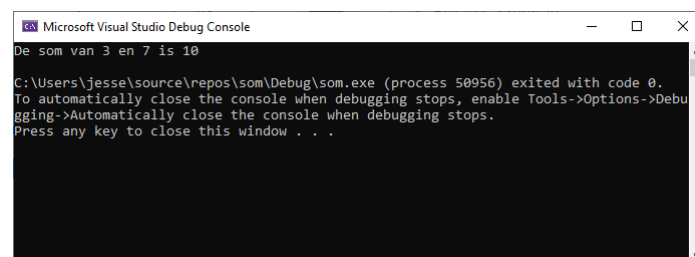 Microsoft Visual Studio Debug Console
De som van 3 en 7 is 10
C:\Users\jesse\source\repos\som\Debug\som.exe (process 50956) exited with code 0.
To automatically close the console when debugging stops, enable Tools->Options->Debu
gging->Automatically close the console when debugging stops.
Press any key to close this window . . .